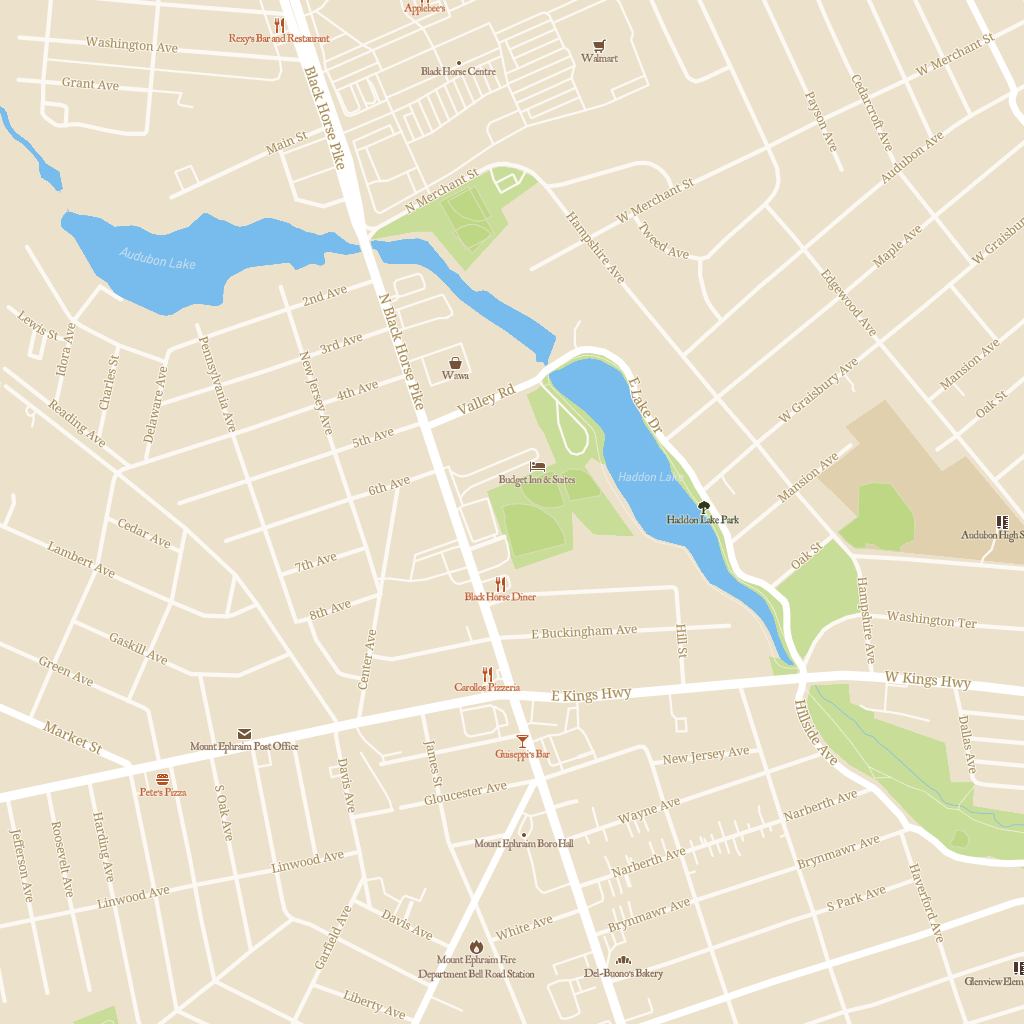 Applebee's
Rexy's Bar and Restaurant
Washington Ave
Walmart
Black Horse Centre
W Merchant St
Grant Ave
Black Horse Pike
Payson Ave
Cedarcroft Ave
Main St
Audubon Ave
N Merchant St
W Merchant St
Hampshire Ave
Tweed Ave
Maple Ave
W Graisbury
Audubon Lake
Edgewood Ave
2nd Ave
N Black Horse Pike
Lewis St
Idora Ave
3rd Ave
Pennsylvania Ave
New Jersey Ave
Charles St
Delaware Ave
4th Ave
Wawa
Valley Rd
E Lake Dr
W Graisbury Ave
Mansion Ave
Oak St
Reading Ave
5th Ave
6th Ave
Budget Inn & Suites
Haddon Lake
Mansion Ave
Haddon Lake Park
Cedar Ave
Audubon High S
Lambert Ave
7th Ave
Oak St
Black Horse Diner
8th Ave
Hampshire Ave
Washington Ter
E Buckingham Ave
Hill St
Gaskill Ave
Center Ave
Green Ave
Carollos Pizzeria
E Kings Hwy
W Kings Hwy
Market St
Mount Ephraim Post Office
Hillside Ave
Dallas Ave
James St
Guiseppi's Bar
New Jersey Ave
Pete's Pizza
Davis Ave
Gloucester Ave
S Oak Ave
Wayne Ave
Narberth Ave
Jefferson Ave
Roosevelt Ave
Harding Ave
Mount Ephraim Boro Hall
Linwood Ave
Narberth Ave
Brynmawr Ave
Linwood Ave
Haverford Ave
S Park Ave
Davis Ave
White Ave
Brynmawr Ave
Garfield Ave
Mount Ephraim Fire
Department Bell Road Station
Del-Buono's Bakery
Glenview Elem
Liberty Ave